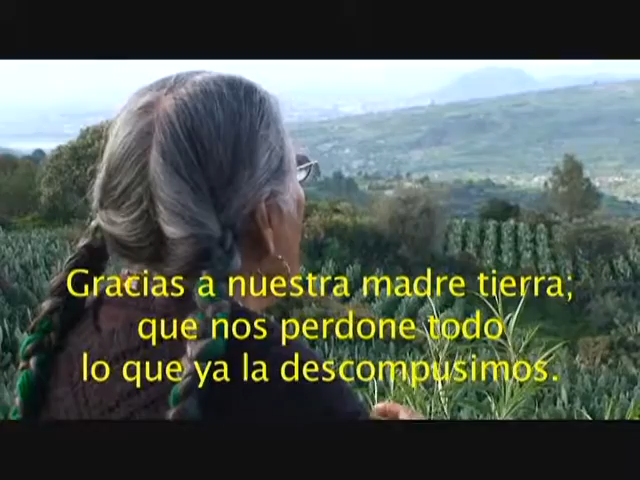 Gracias a nuestra madre tierra;
que nos perdone todo
lo que ya la descompusimos.